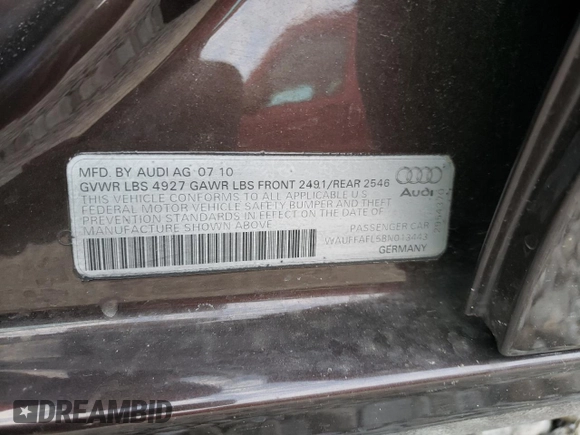 MFD. BY AUDI AG 07 10
GVWR LBS 4927 GAWR LBS FRONT 2491/REAR 2546
THIS VEHICLE CONFORMS TO ALL APPLICABLE U.S
FEDERAL MOTOR VEHICLE SAFETY BUMPER AND THEFT
PREVENTION STANDARDS IN EFFECT ON THE DATE OF
MANUFACTURE SHOWN ABOVE
Audi
PASSENGER CAR
WAUFFAFL5BN013443
GERMANY
DREAMBID